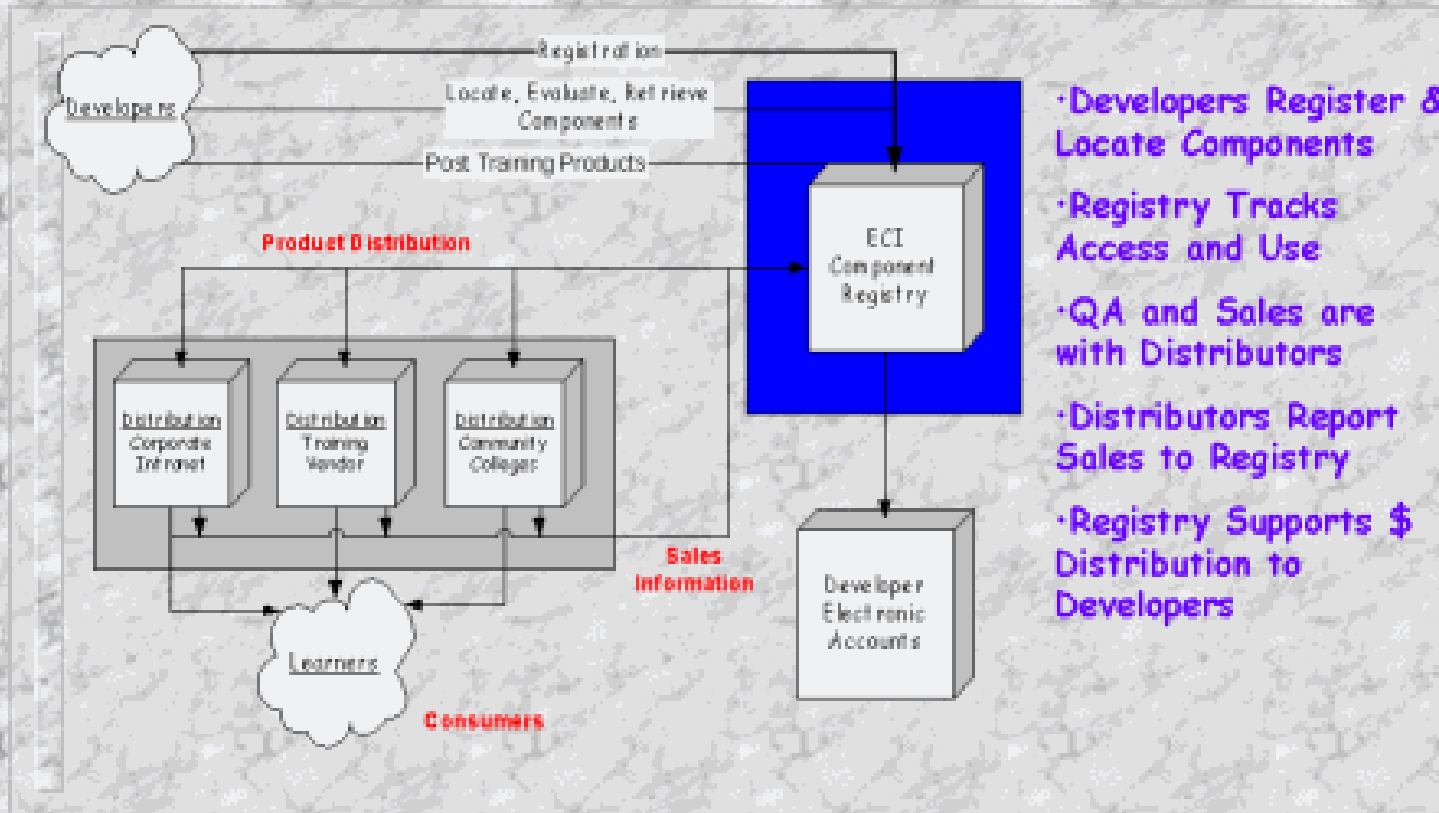 Registration
Developers
Locate, Evaluate, Retrieve
Components
Post Training Products
Product Distribution
ECI
Component
Registry
Distribution
Corporate
Intranet
Distribution
Training
Vendor
Distribution
Community
Colleges
Sales
Information
Learners
Consumers
Developer
Electronic
Accounts
·Developers Register &
Locate Components
·Registry Tracks
Access and Use
·QA and Sales are
with Distributors
·Distributors Report
Sales to Registry
·Registry Supports $
Distribution to
Developers